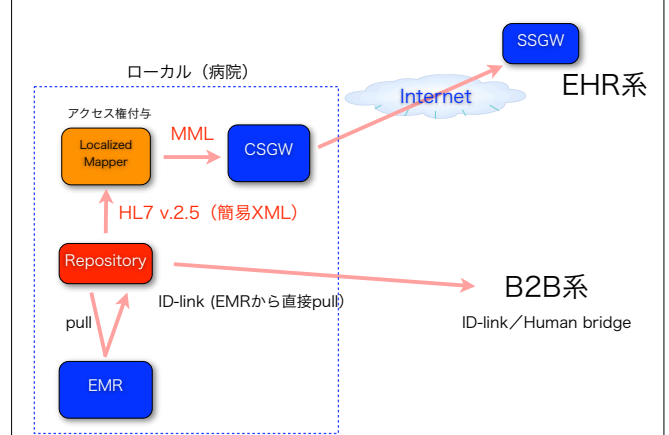 SSGW
EHR系
ローカル（病院）
Internet
アクセス権付与
Localized
Mapper
MML
CSGW
HL7 v.2.5（簡易XML）
Repository
B2B系
ID-link (EMRから直接pull)
ID-link／Human bridge
pull
EMR